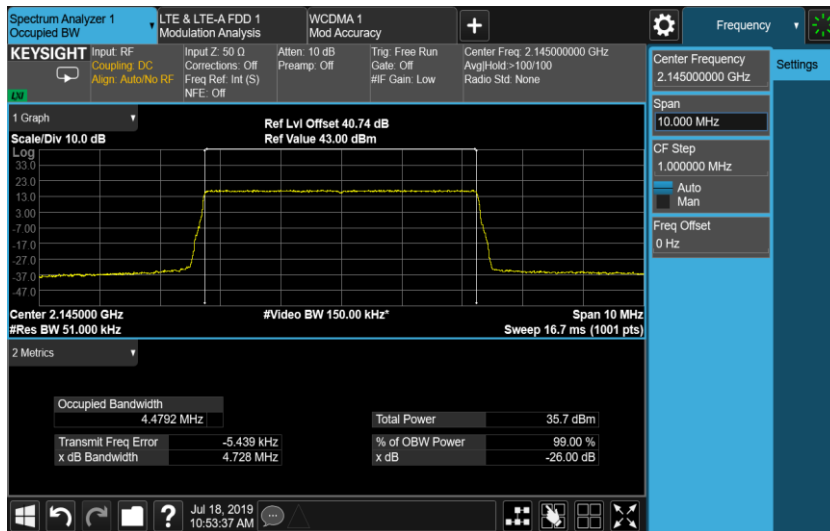 Spectrum Analyzer 1
Occupied BW
LTE & LTE-A FDD 1
Modulation Analysis
WCDMA 1
Mod Accuracy
+
Frequency
KEYSIGHT
LXI
Input: RF
Coupling: DC
Align: Auto/No RF
Input Z: 50 Ω
Corrections: Off
Freq Ref: Int (S)
NFE: Off
Atten: 10 dB
Preamp: Off
Trig: Free Run
Gate: Off
#IF Gain: Low
Center Freq: 2.145000000 GHz
Avg|Hold:>100/100
Radio Std: None
Center Frequency
2.145000000 GHz
Settings
Span
10.000 MHz
CF Step
1.000000 MHz
Auto
Man
Freq Offset
0 Hz
1 Graph
Scale/Div 10.0 dB
Ref Lvl Offset 40.74 dB
Ref Value 43.00 dBm
Log
33.0
23.0
13.0
3.00
-7.00
-17.0
-27.0
-37.0
-47.0
Center 2.145000 GHz
#Video BW 150.00 kHz*
Span 10 MHz
#Res BW 51.000 kHz
Sweep 16.7 ms (1001 pts)
2 Metrics
Occupied Bandwidth
4.4792 MHz
Total Power 35.7 dBm
Transmit Freq Error -5.439 kHz
% of OBW Power 99.00 %
x dB Bandwidth 4.728 MHz
x dB -26.00 dB
?
Jul 18, 2019
10:53:37 AM